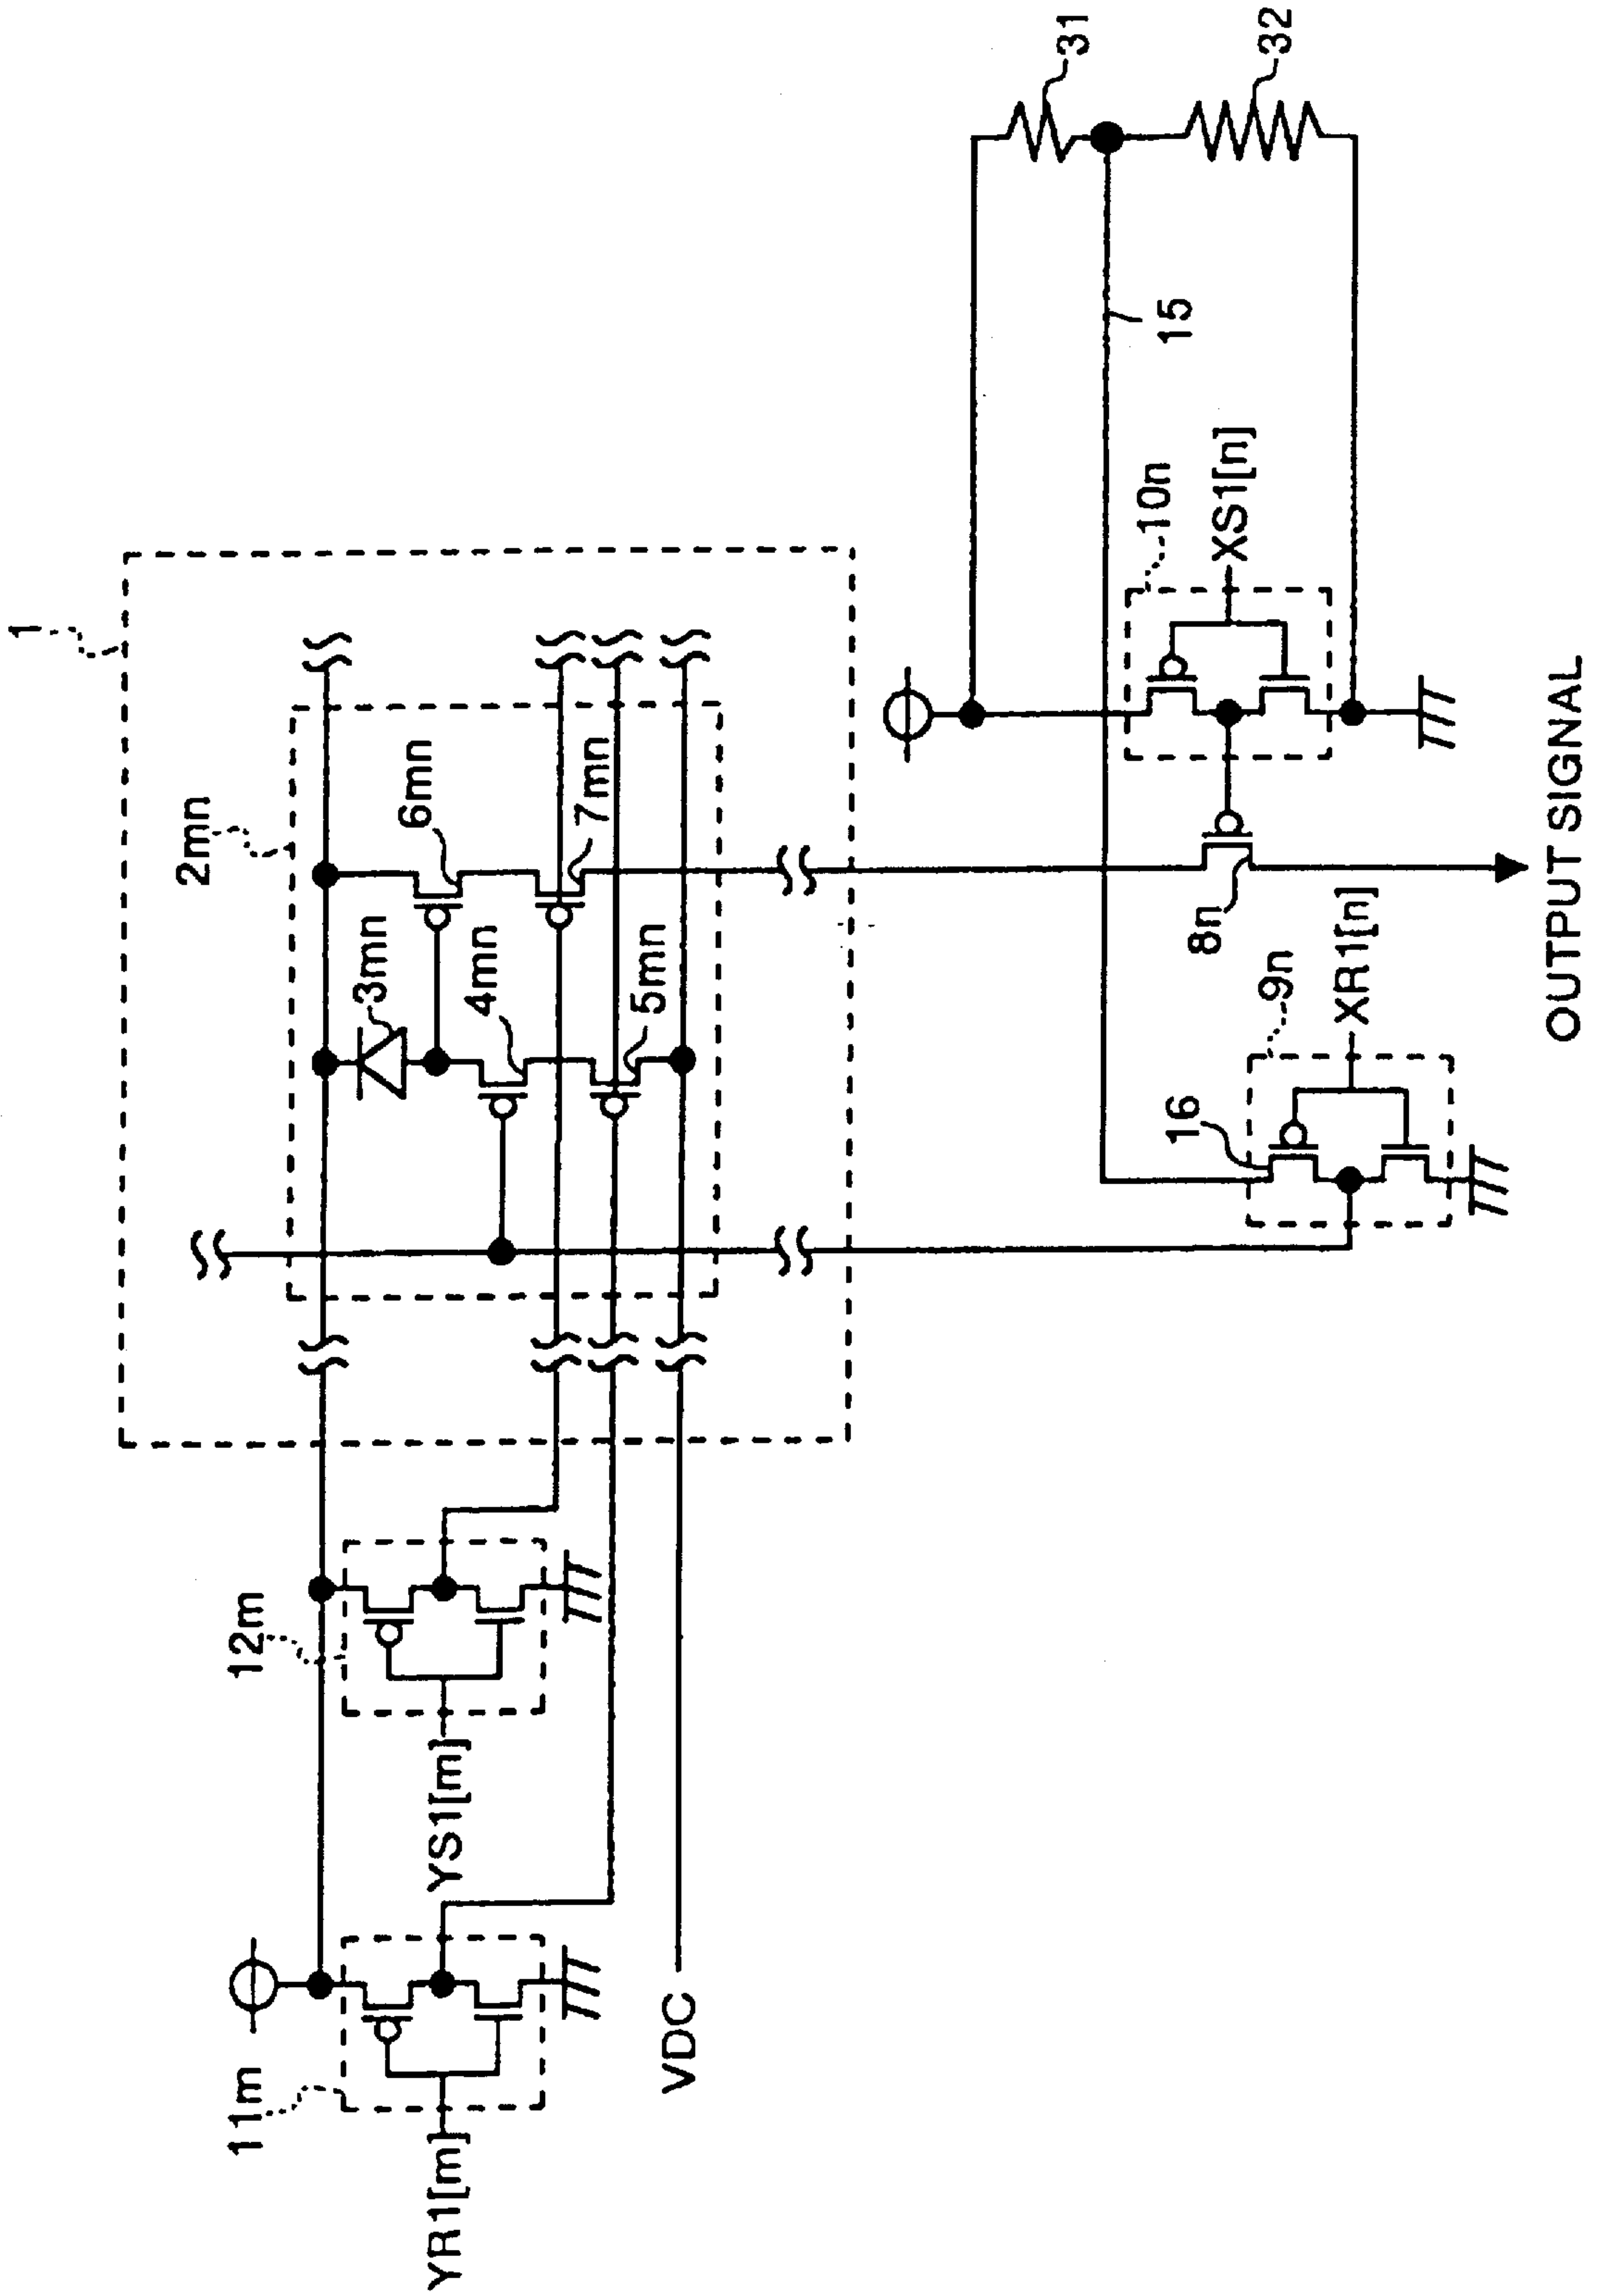 1
2mn
3mn
6mn
4mn
7mn
5mn
12m
YS1[m]
11m
YR1[m]
VDC
31
32
15
10n
XS1[n]
8n
9n
XR1[n]
16
OUTPUT SIGNAL